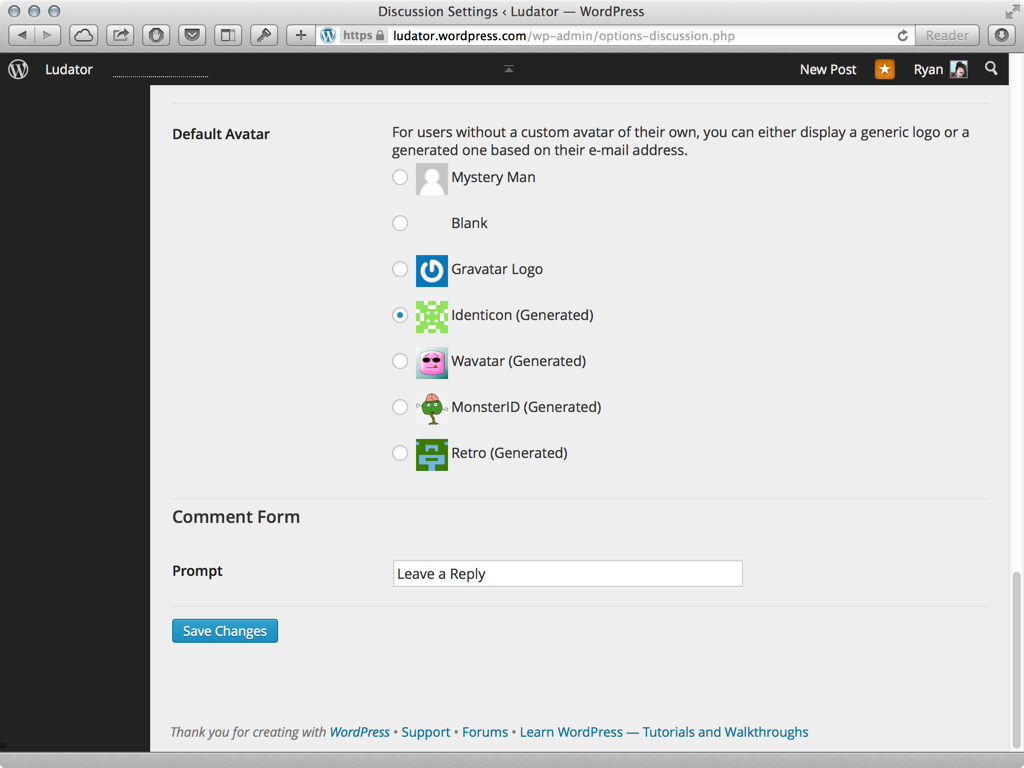 Discussion Settings ‹ Ludator — WordPress
https ludator.wordpress.com/wp-admin/options-discussion.php Reader
Ludator New Post Ryan
Default Avatar
For users without a custom avatar of their own, you can either display a generic logo or a
generated one based on their e-mail address.
Mystery Man
Blank
Gravatar Logo
Identicon (Generated)
Wavatar (Generated)
MonsterID (Generated)
Retro (Generated)
Comment Form
Prompt
Leave a Reply
Save Changes
Thank you for creating with WordPress • Support • Forums • Learn WordPress — Tutorials and Walkthroughs